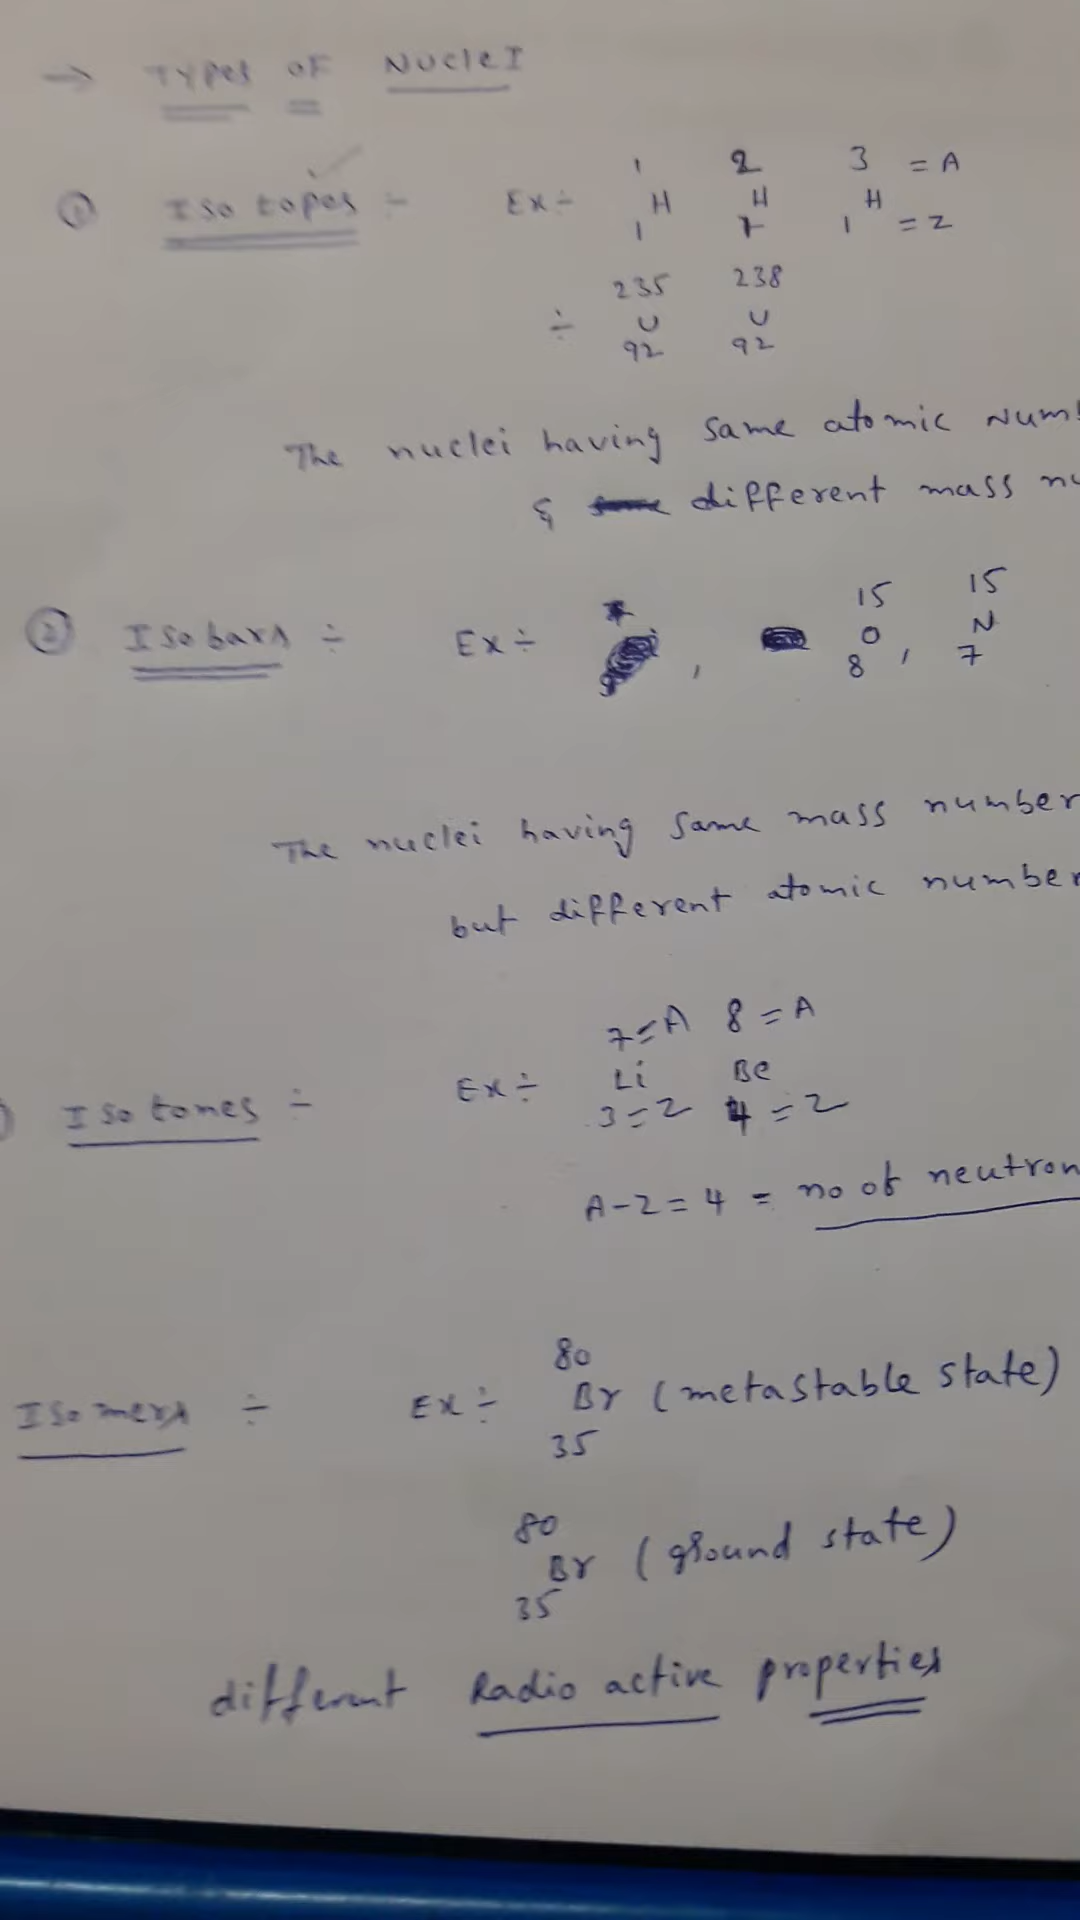 → Types of Nuclei
① Isotopes :- Ex ÷ 1 2 3 = A
H H H
1 1 1 = Z
235 238
÷ U U
92 92
The nuclei having same atomic Numb
& different mass nu
② Isobars ÷ Ex ÷ , 15 15
O N
8 , 7
The nuclei having same mass number
but different atomic number
7 = A 8 = A
Isotones ÷ Ex ÷ Li Be
3 = Z 4 = Z
A - Z = 4 = no of neutron
80
Isomers ÷ Ex ÷ Br (metastable state)
35
80
Br (ground state)
35
different Radio active properties